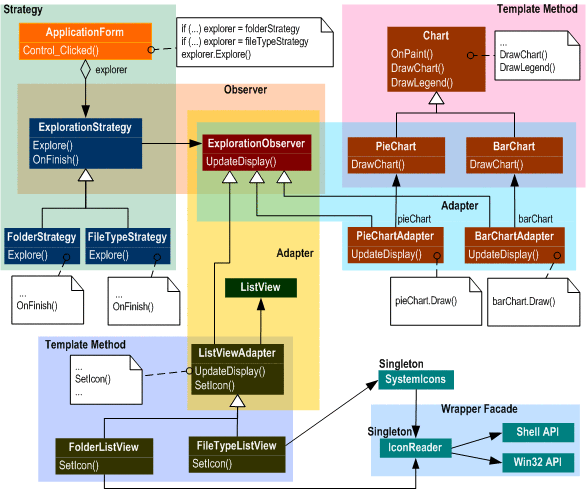 Strategy
Template Method
ApplicationForm
Control_Clicked()
if (...) explorer = folderStrategy
if (...) explorer = fileTypeStrategy
explorer.Explore()
Chart
OnPaint()
DrawChart()
DrawLegend()
...
DrawChart()
DrawLegend()
explorer
Observer
ExplorationStrategy
Explore()
OnFinish()
ExplorationObserver
UpdateDisplay()
PieChart
DrawChart()
BarChart
DrawChart()
Adapter
pieChart
barChart
FolderStrategy
Explore()
FileTypeStrategy
Explore()
PieChartAdapter
UpdateDisplay()
BarChartAdapter
UpdateDisplay()
Adapter
...
OnFinish()
...
OnFinish()
ListView
pieChart.Draw()
barChart.Draw()
Template Method
...
SetIcon()
...
ListViewAdapter
UpdateDisplay()
SetIcon()
Singleton
SystemIcons
Wrapper Facade
Singleton
IconReader
Shell API
Win32 API
FolderListView
SetIcon()
FileTypeListView
SetIcon()